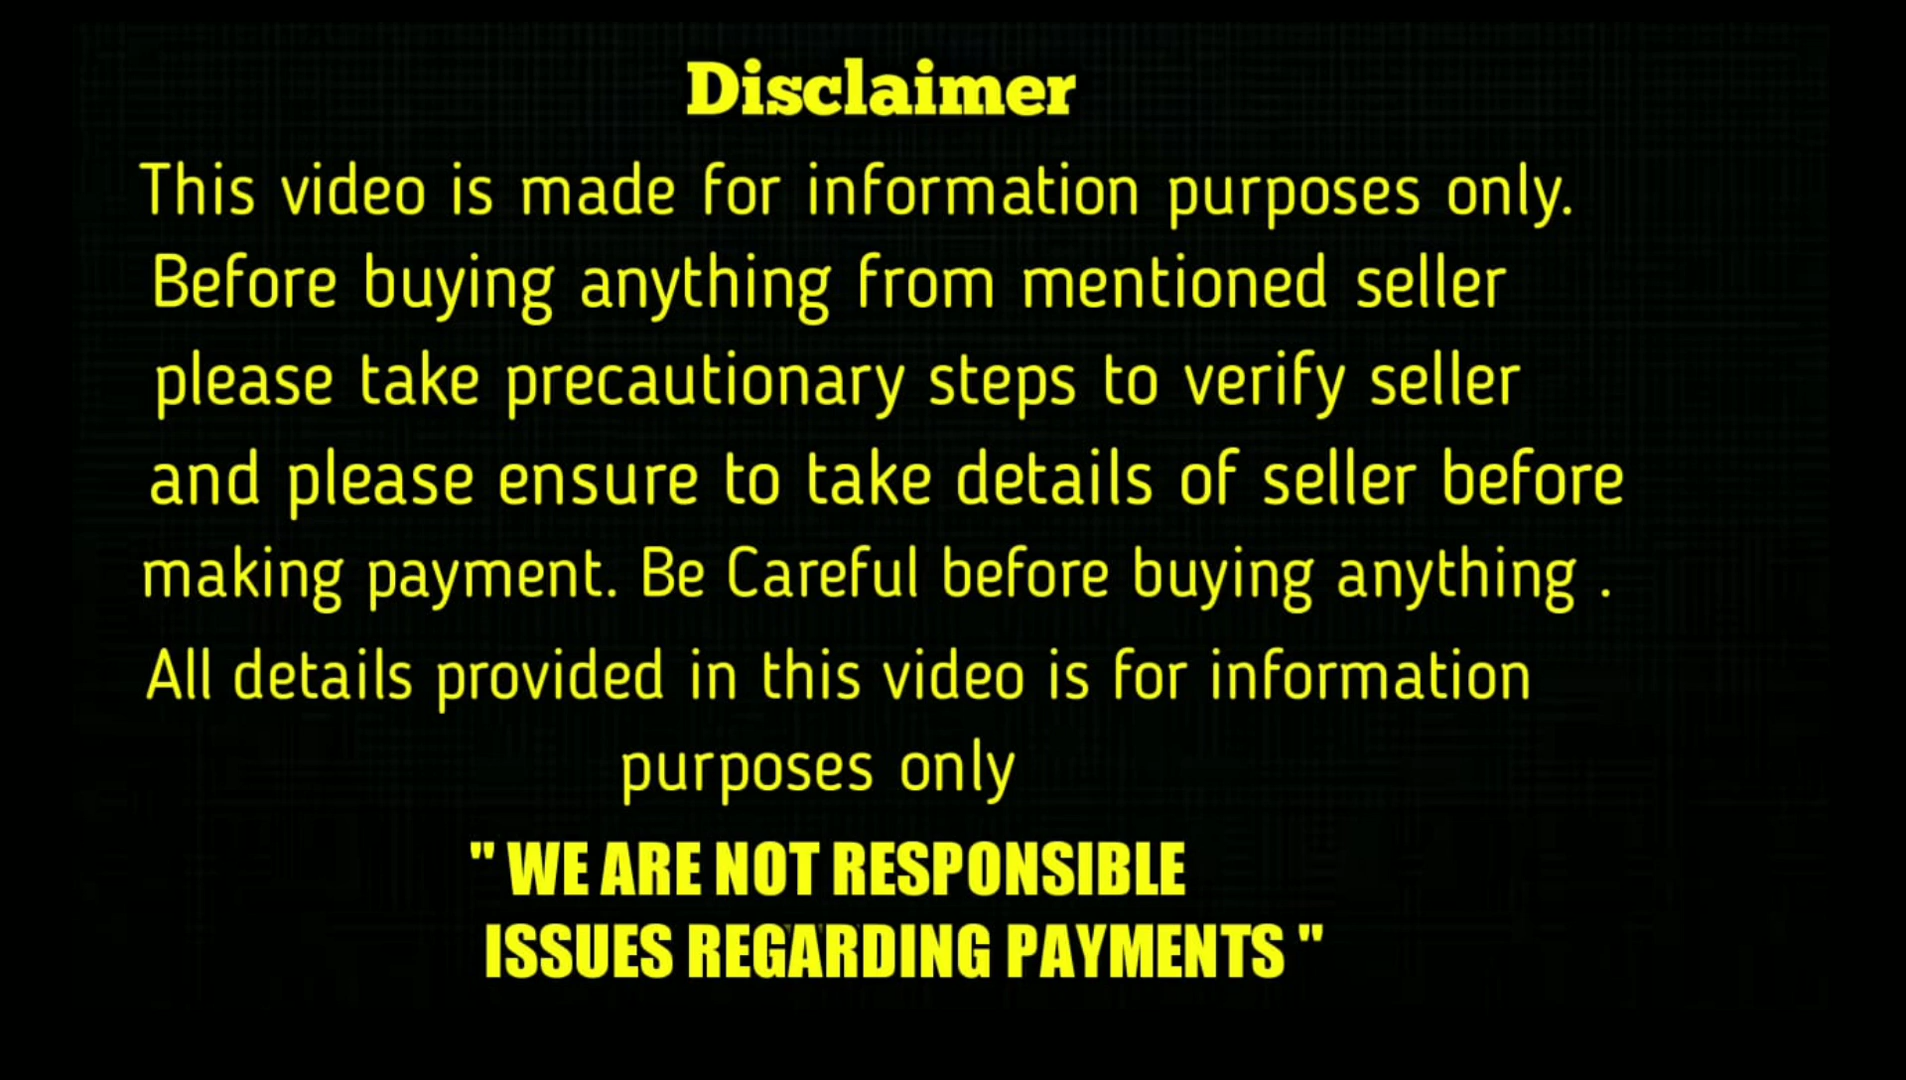 Disclaimer
This video is made for information purposes only.
Before buying anything from mentioned seller
please take precautionary steps to verify seller
and please ensure to take details of seller before
making payment. Be Careful before buying anything .
All details provided in this video is for information
purposes only
" WE ARE NOT RESPONSIBLE
ISSUES REGARDING PAYMENTS "